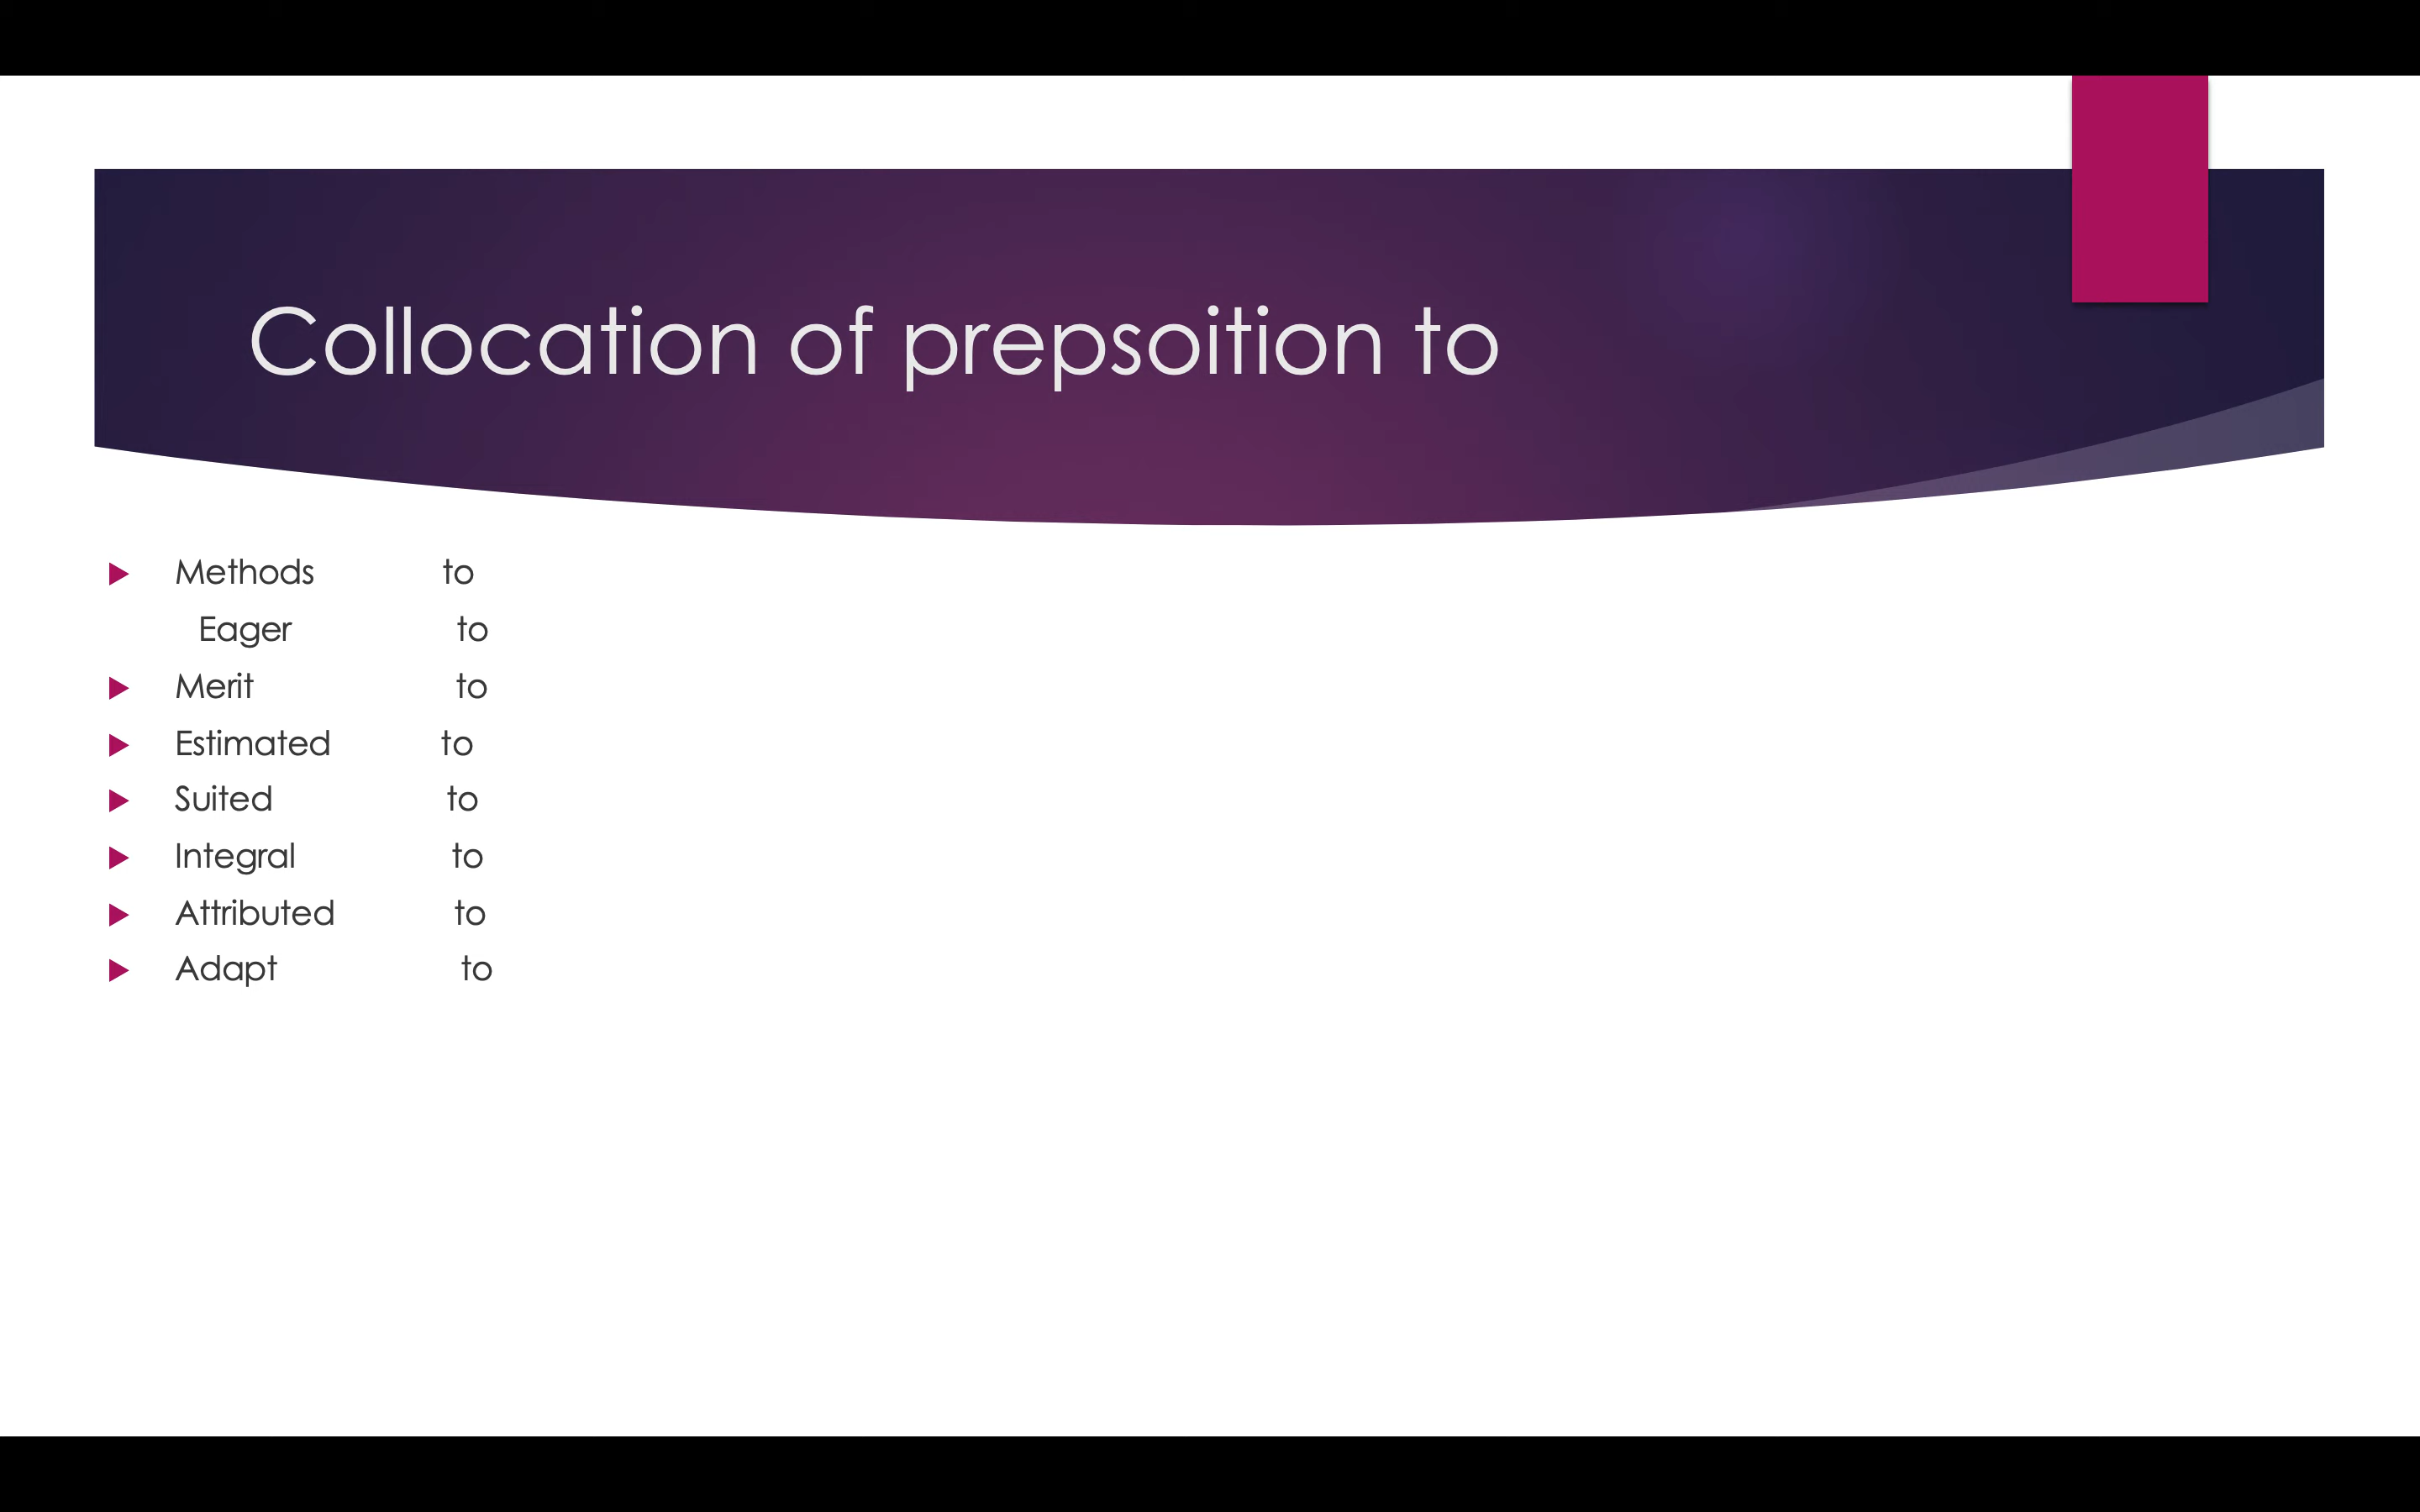 Collocation of prepsoition to
Methods to
Eager to
Merit to
Estimated to
Suited to
Integral to
Attributed to
Adapt to